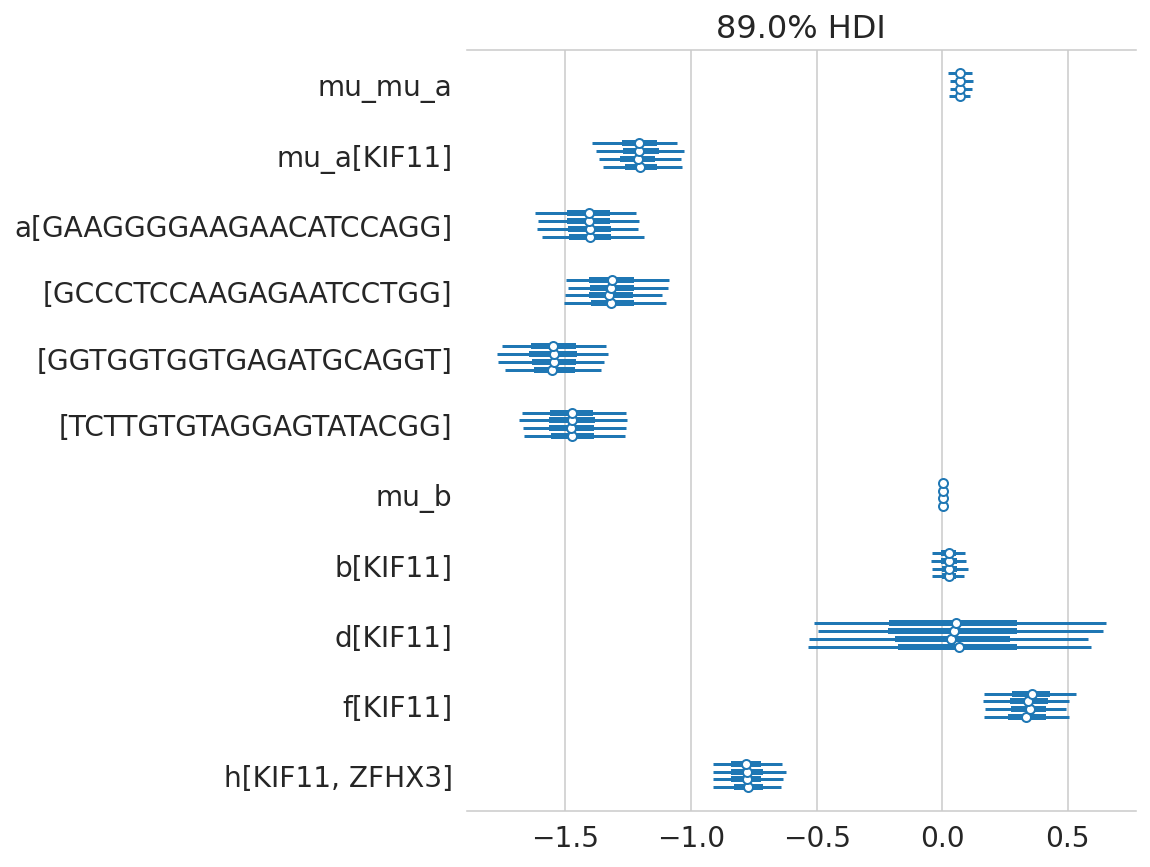 89.0% HDI
mu_mu_a
mu_a[KIF11]
a[GAAGGGGAAGAACATCCAGG]
[GCCCTCCAAGAGAATCCTGG]
[GGTGGTGGTGAGATGCAGGT]
[TCTTGTGTAGGAGTATACGG]
mu_b
b[KIF11]
d[KIF11]
f[KIF11]
h[KIF11, ZFHX3]
−1.5 −1.0 −0.5 0.0 0.5